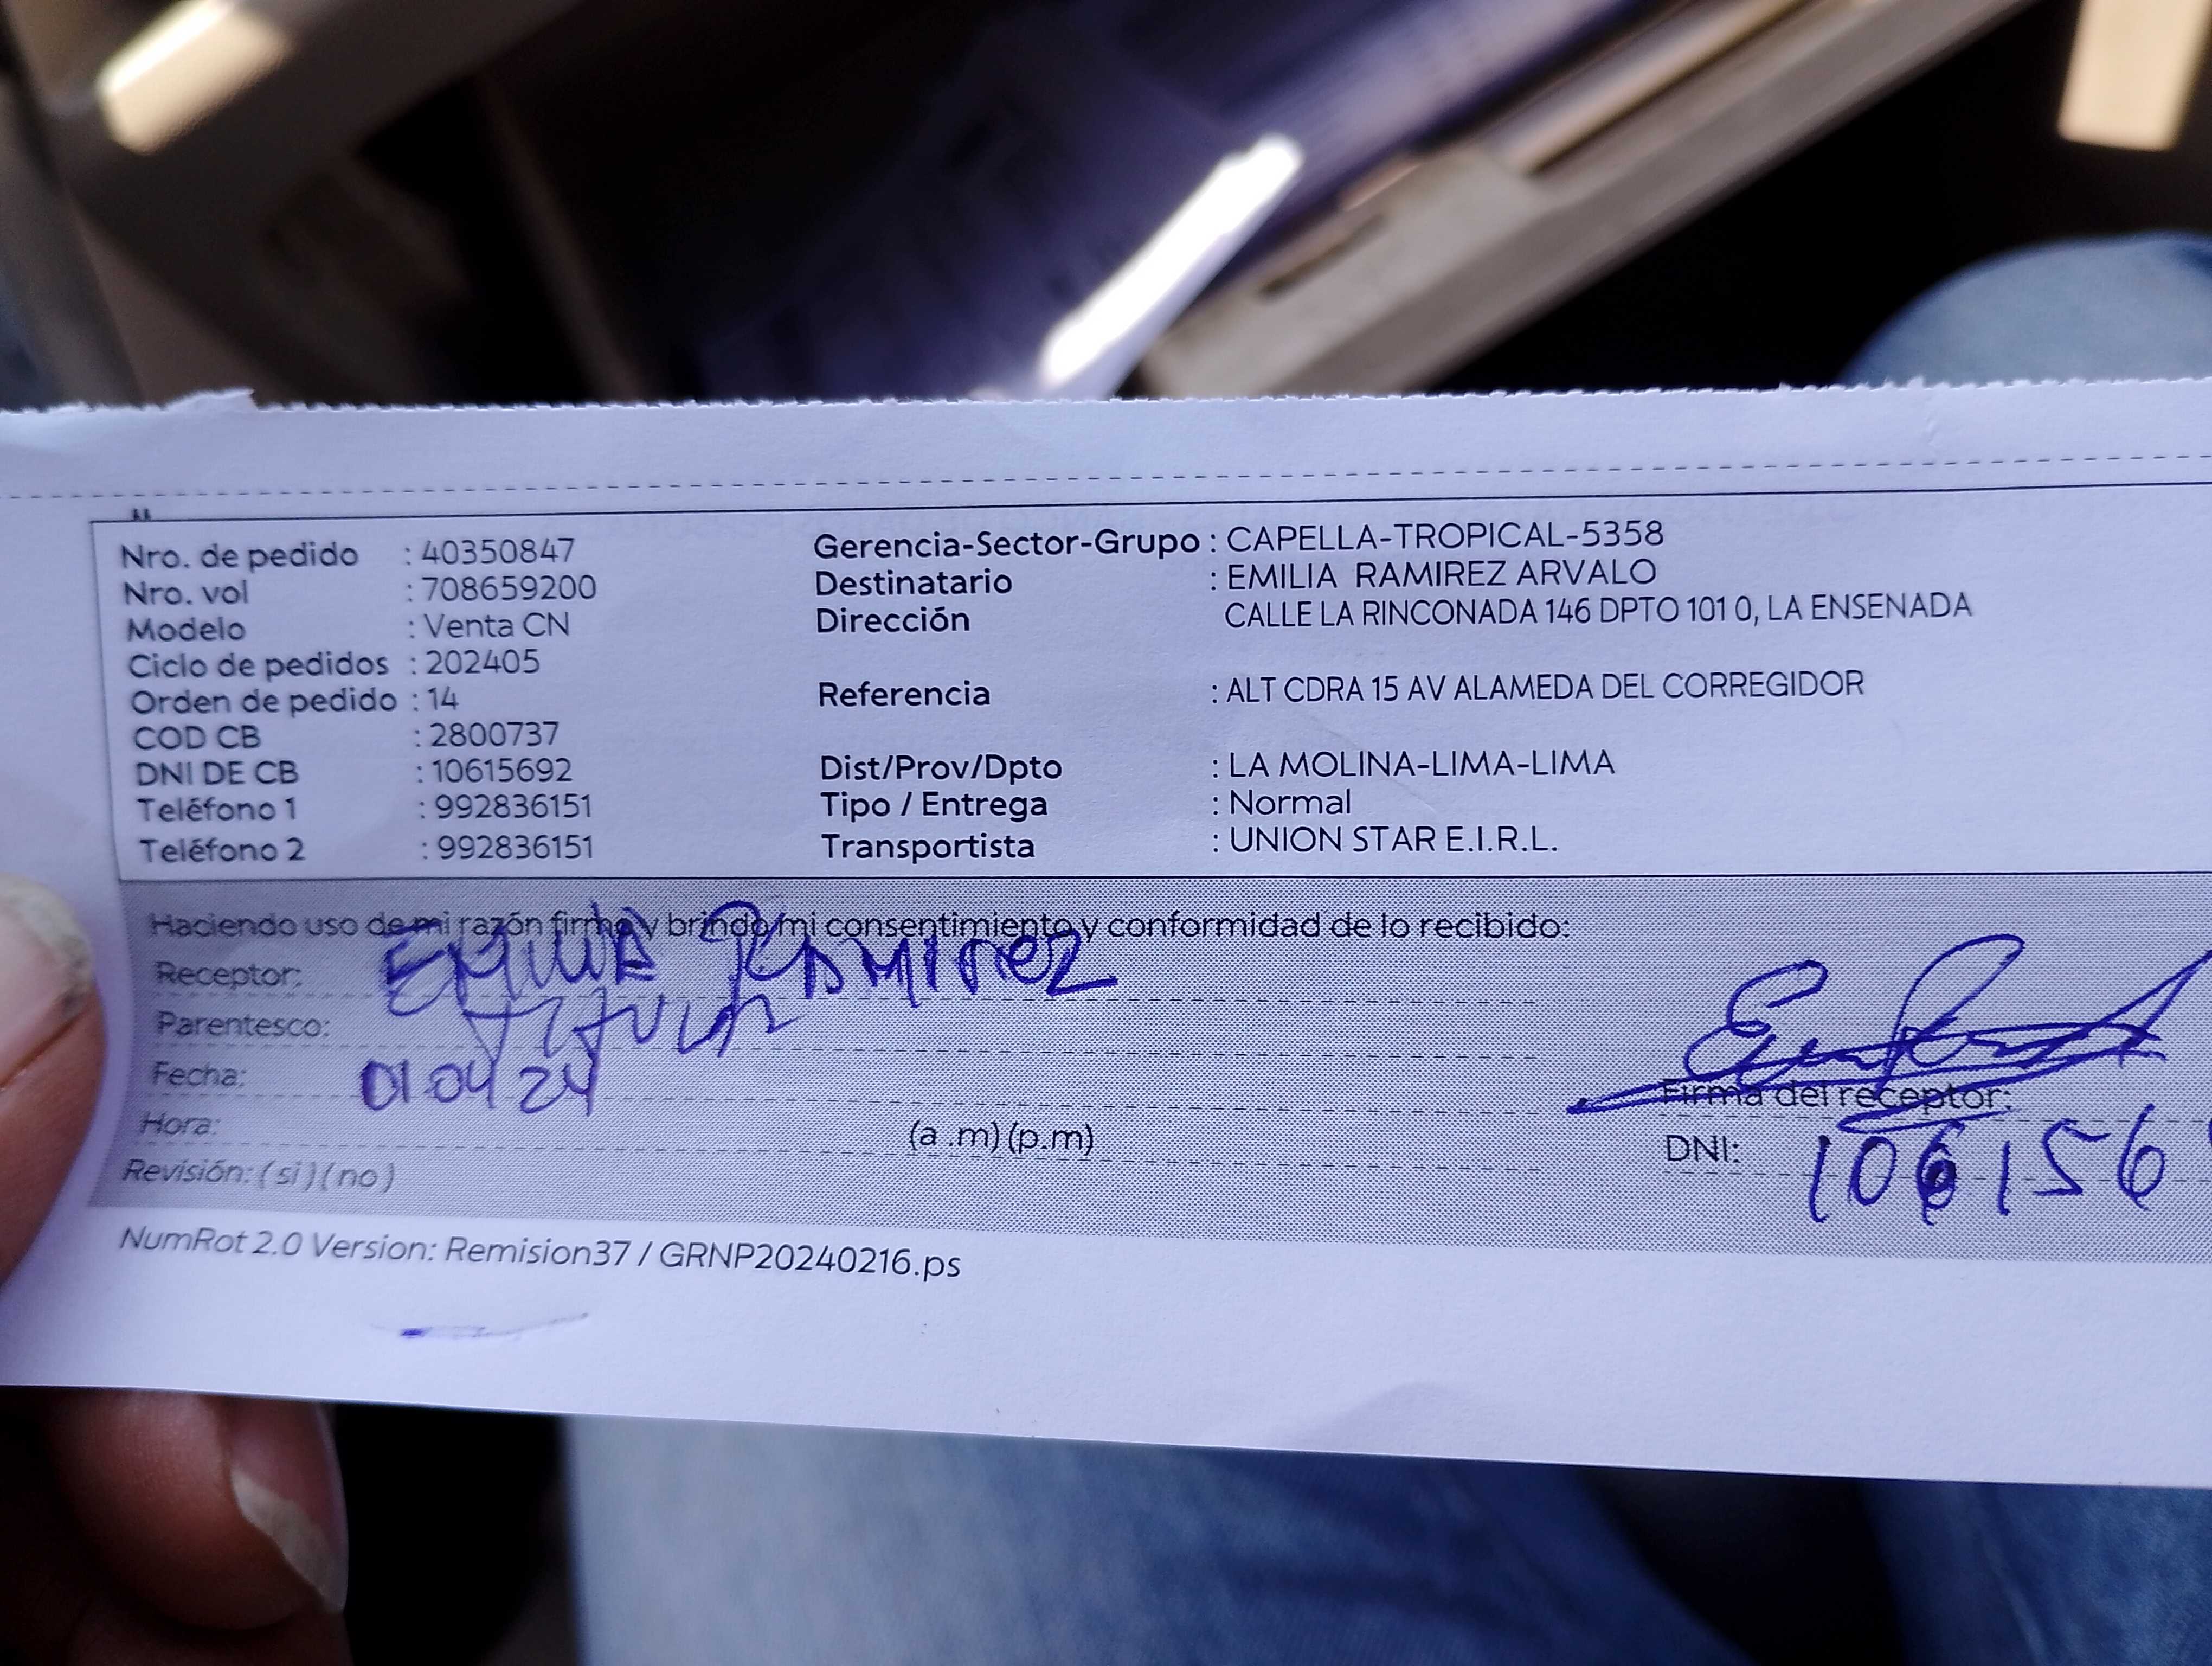 Nro. de pedido : 40350847
Nro. vol : 708659200
Modelo : Venta CN
Ciclo de pedidos : 202405
Orden de pedido : 14
COD CB : 2800737
DNI DE CB : 10615692
Teléfono 1 : 992836151
Teléfono 2 : 992836151
Gerencia-Sector-Grupo : CAPELLA-TROPICAL-5358
Destinatario : EMILIA RAMIREZ ARVALO
Dirección CALLE LA RINCONADA 146 DPTO 101 0, LA ENSENADA
Referencia : ALT CDRA 15 AV ALAMEDA DEL CORREGIDOR
Dist/Prov/Dpto : LA MOLINA-LIMA-LIMA
Tipo / Entrega : Normal
Transportista : UNION STAR E.I.R.L.
Haciendo uso de mi razón firmo y brindo mi consentimiento y conformidad de lo recibido:
Receptor: EMILIA RAMIREZ
Parentesco: TITULAR
Fecha: 01 04 24
Hora: (a .m) (p.m)
Revisión: ( si ) ( no )
Firma del receptor:
DNI: 106156
NumRot 2.0 Version: Remision37 / GRNP20240216.ps